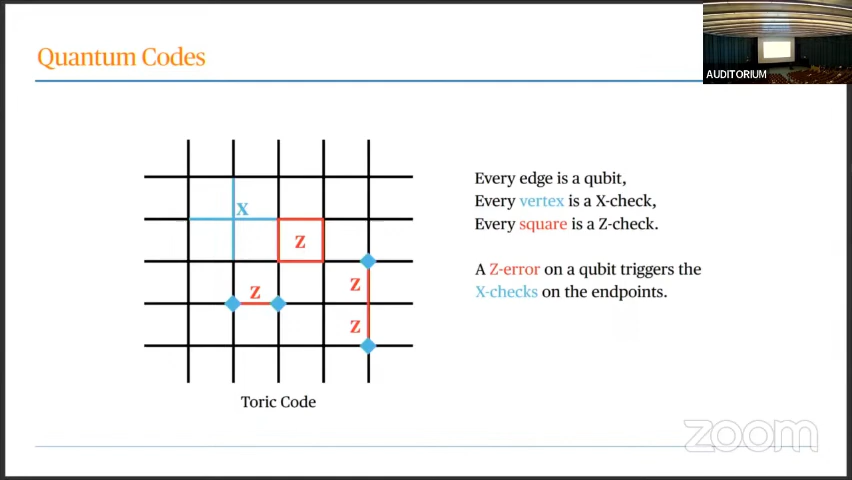 Quantum Codes
AUDITORIUM
X
Z
Z
Z
Z
Every edge is a qubit,
Every vertex is a X-check,
Every square is a Z-check.
A Z-error on a qubit triggers the
X-checks on the endpoints.
Toric Code
zoom